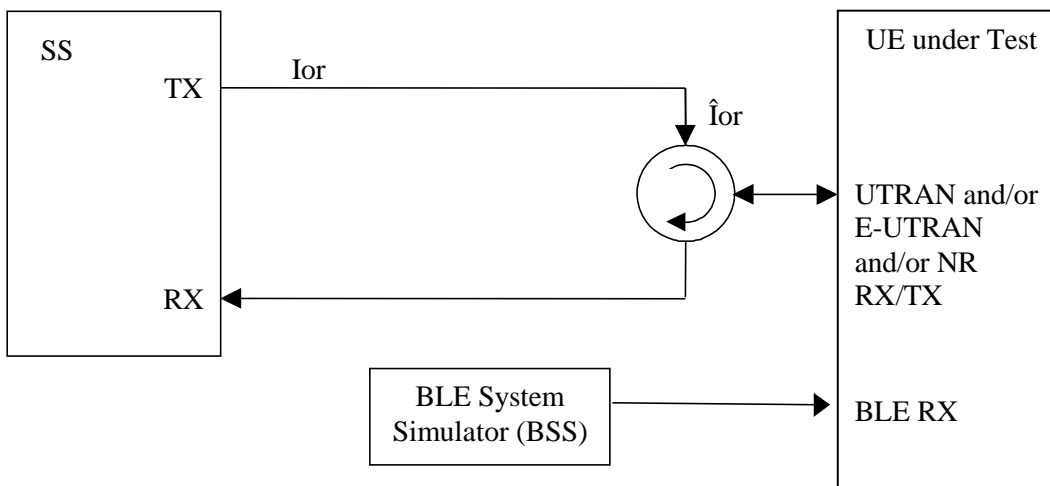 SS
TX
Ior
Îor
RX
UE under Test
UTRAN and/or
E-UTRAN
and/or NR
RX/TX
BLE System
Simulator (BSS)
BLE RX